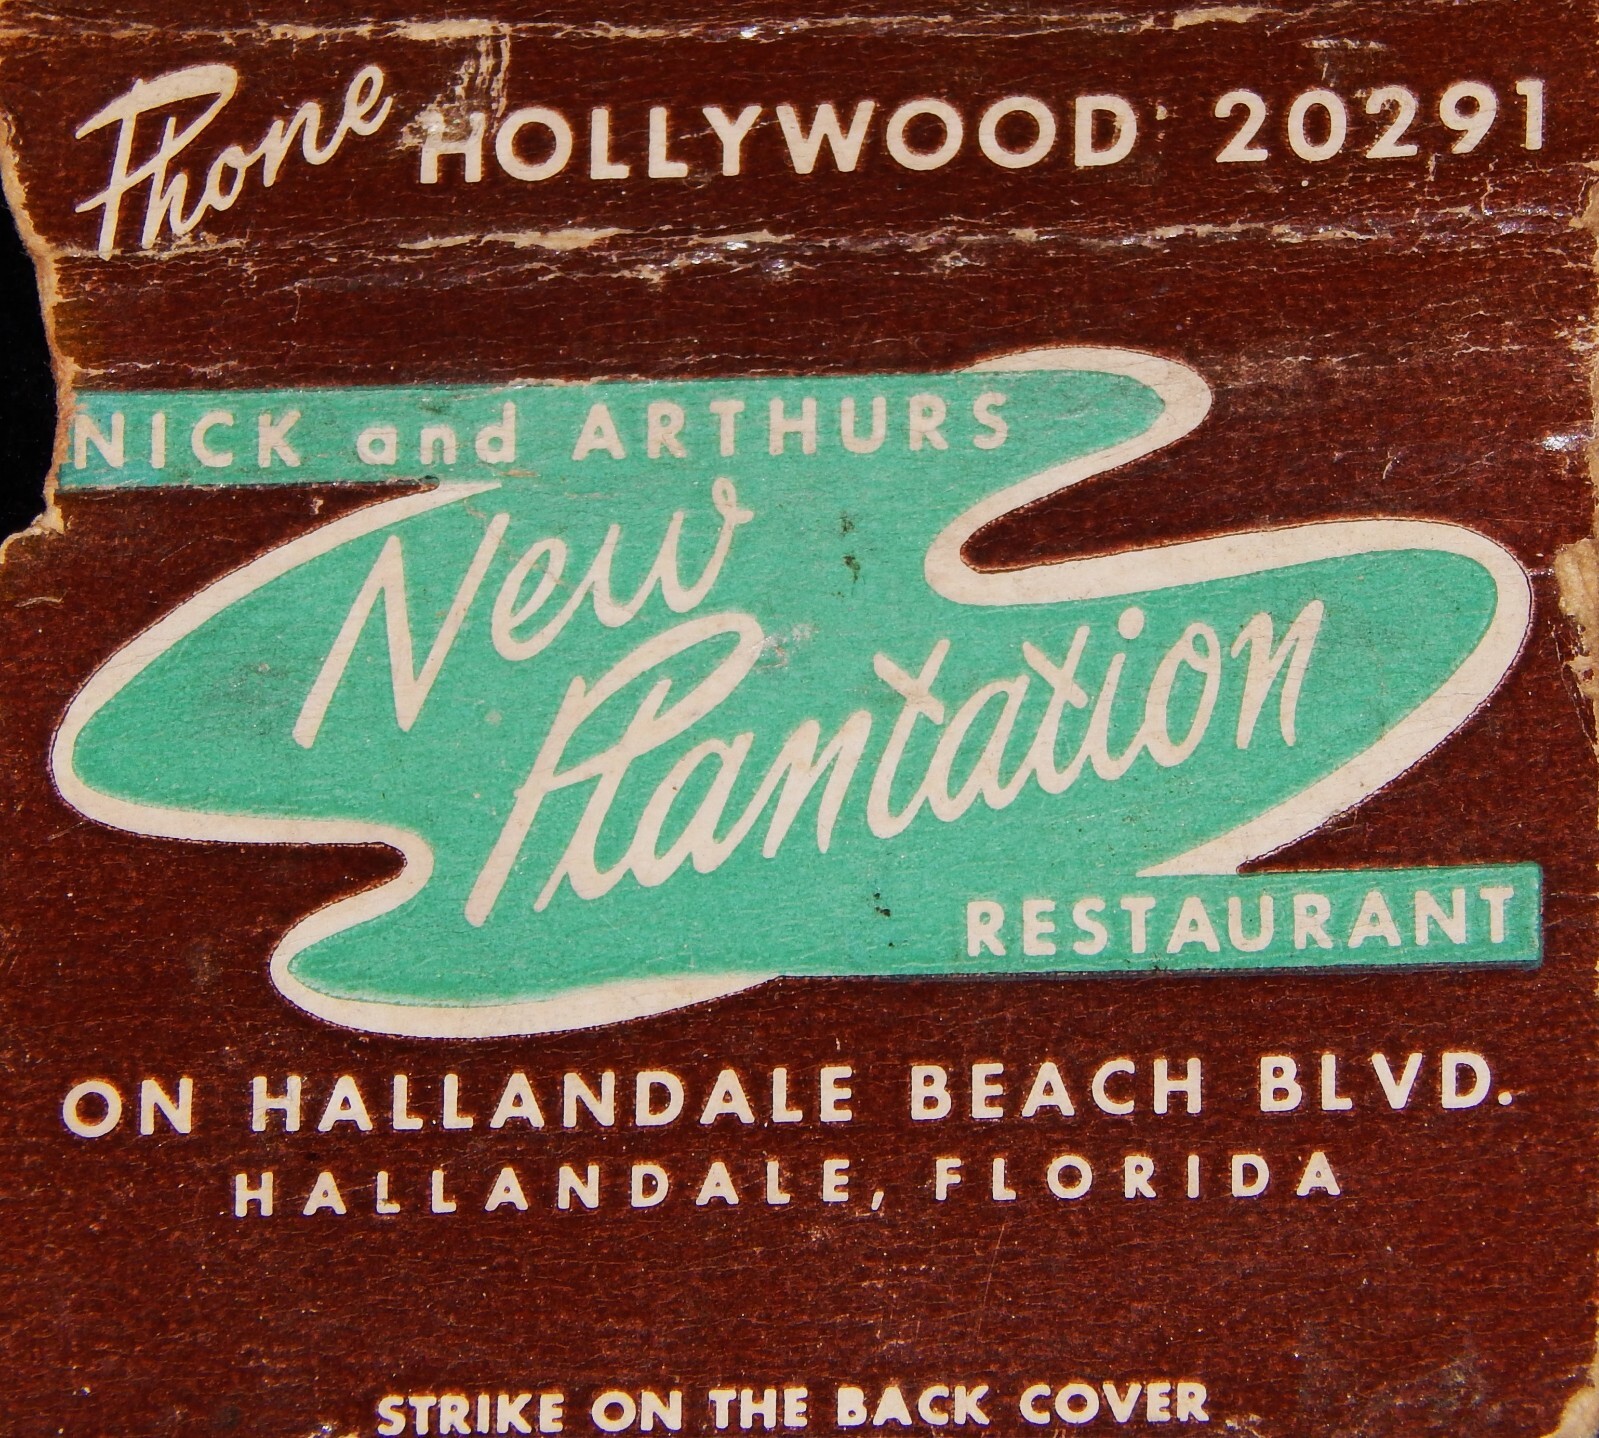 Phone HOLLYWOOD 20291
NICK and ARTHURS
New
Plantation
RESTAURANT
ON HALLANDALE BEACH BLVD.
HALLANDALE, FLORIDA
STRIKE ON THE BACK COVER